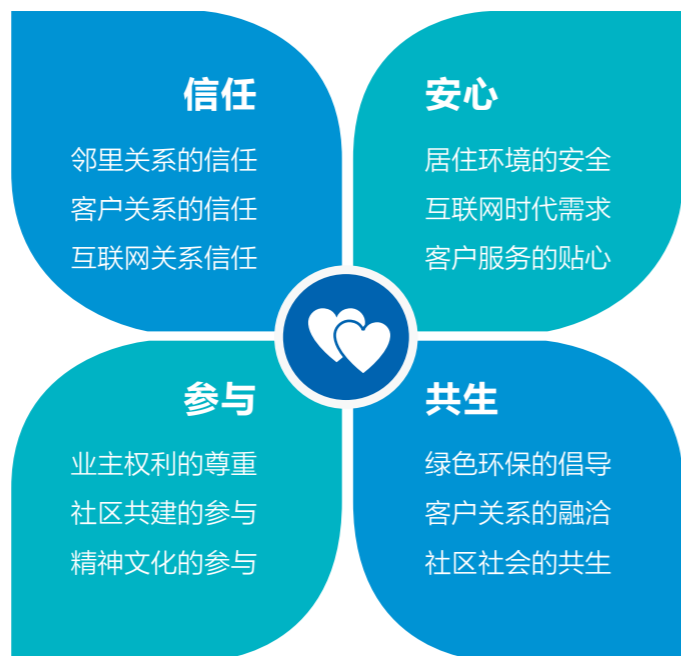 信任
邻里关系的信任
客户关系的信任
互联网关系信任
安心
居住环境的安全
互联网时代需求
客户服务的贴心
参与
业主权利的尊重
社区共建的参与
精神文化的参与
共生
绿色环保的倡导
客户关系的融洽
社区社会的共生